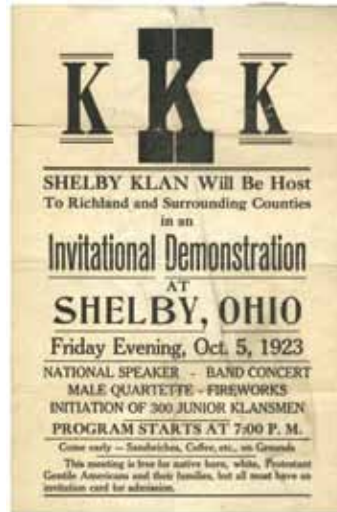 K K K
SHELBY KLAN Will Be Host
To Richland and Surrounding Counties
in an
Invitational Demonstration
AT
SHELBY, OHIO
Friday Evening, Oct. 5, 1923
NATIONAL SPEAKER - BAND CONCERT
MALE QUARTETTE - FIREWORKS
INITIATION OF 300 JUNIOR KLANSMEN
PROGRAM STARTS AT 7:00 P. M.
Come early — Sandwiches, Coffee, etc., on Grounds
This meeting is free for native born, white, Protestant
Gentile Americans and their families, but all must have an
invitation card for admission.